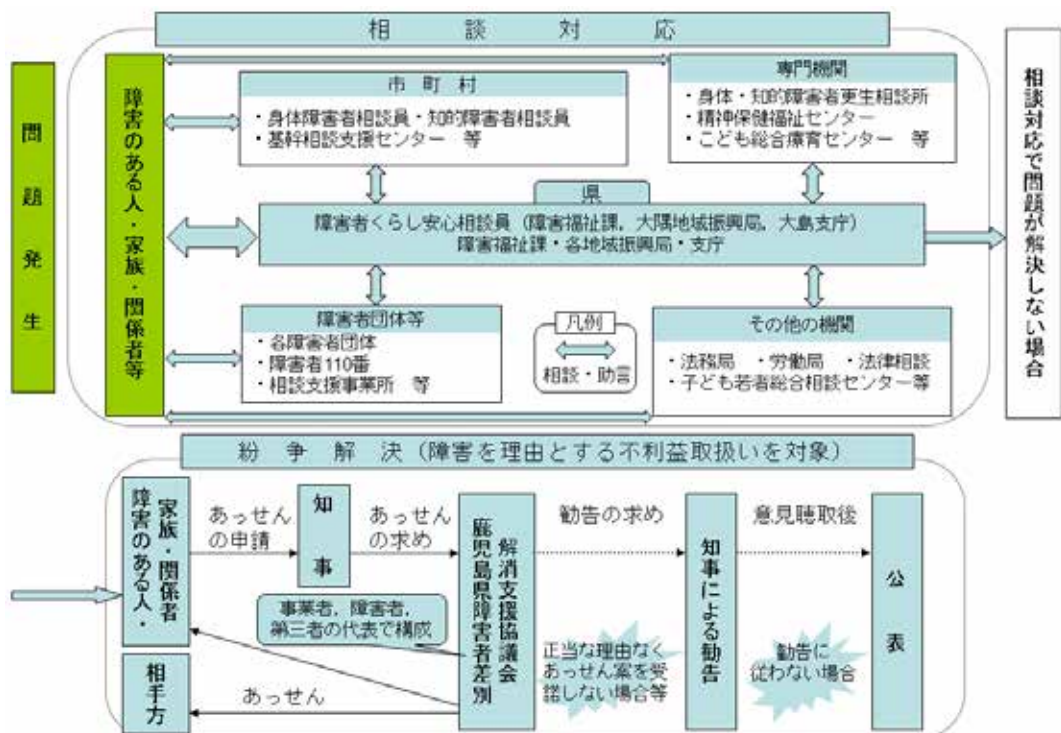 相談対応
問題発生
障害のある人・家族・関係者等
市町村
・身体障害者相談員・知的障害者相談員
・基幹相談支援センター 等
専門機関
・身体・知的障害者更生相談所
・精神保健福祉センター
・こども総合療育センター 等
県
障害者くらし安心相談員（障害福祉課，大隅地域振興局，大島支庁）
障害福祉課・各地域振興局・支庁
障害者団体等
・各障害者団体
・障害者110番
・相談支援事業所 等
凡例
相談・助言
その他の機関
・法務局 ・労働局 ・法律相談
・子ども若者総合相談センター等
相談対応で問題が解決しない場合
紛争解決（障害を理由とする不利益取扱いを対象）
障害のある人・
家族・関係者
あっせん
の申請
知事
あっせん
の求め
鹿児島県障害者差別
解消支援協議会
事業者，障害者，
第三者の代表で構成
勧告の求め
正当な理由なく
あっせん案を受
諾しない場合等
知事による勧告
意見聴取後
勧告に
従わない場合
公表
あっせん
相手方